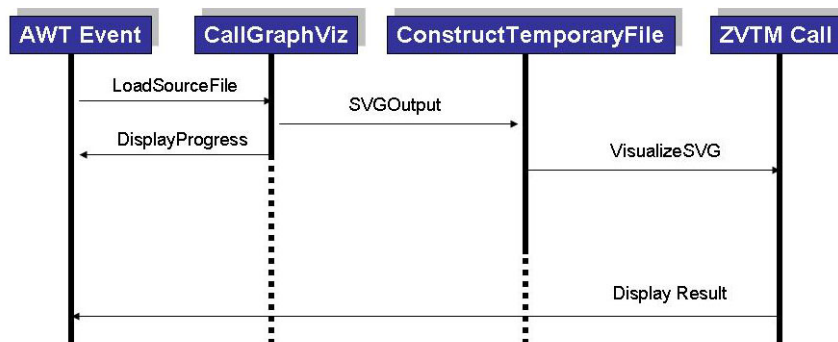 AWT Event
CallGraphViz
ConstructTemporaryFile
ZVTM Call
LoadSourceFile
SVGOutput
DisplayProgress
VisualizeSVG
Display Result